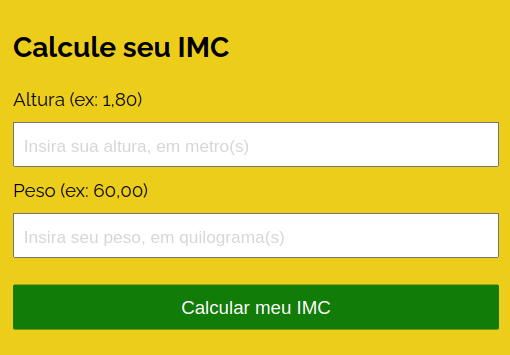 Calcule seu IMC
Altura (ex: 1,80)
Insira sua altura, em metro(s)
Peso (ex: 60,00)
Insira seu peso, em quilograma(s)
Calcular meu IMC